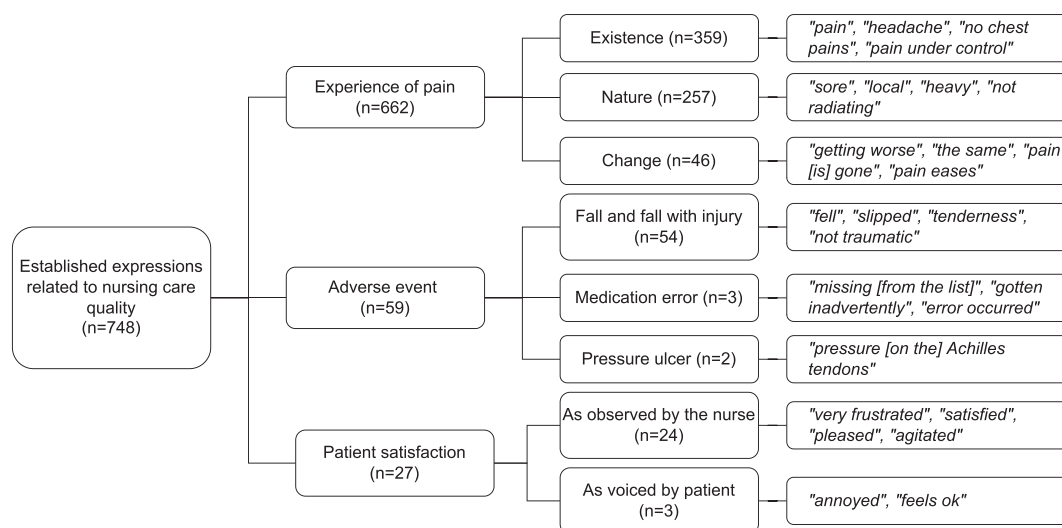 Established expressions
related to nursing care
quality
(n=748)
Experience of pain
(n=662)
Existence (n=359)
"pain", "headache", "no chest
pains", "pain under control"
Nature (n=257)
"sore", "local", "heavy", "not
radiating"
Change (n=46)
"getting worse", "the same", "pain
[is] gone", "pain eases"
Adverse event
(n=59)
Fall and fall with injury
(n=54)
"fell", "slipped", "tenderness",
"not traumatic"
Medication error (n=3)
"missing [from the list]", "gotten
inadvertently", "error occurred"
Pressure ulcer (n=2)
"pressure [on the] Achilles
tendons"
Patient satisfaction
(n=27)
As observed by the nurse
(n=24)
"very frustrated", "satisfied",
"pleased", "agitated"
As voiced by patient
(n=3)
"annoyed", "feels ok"